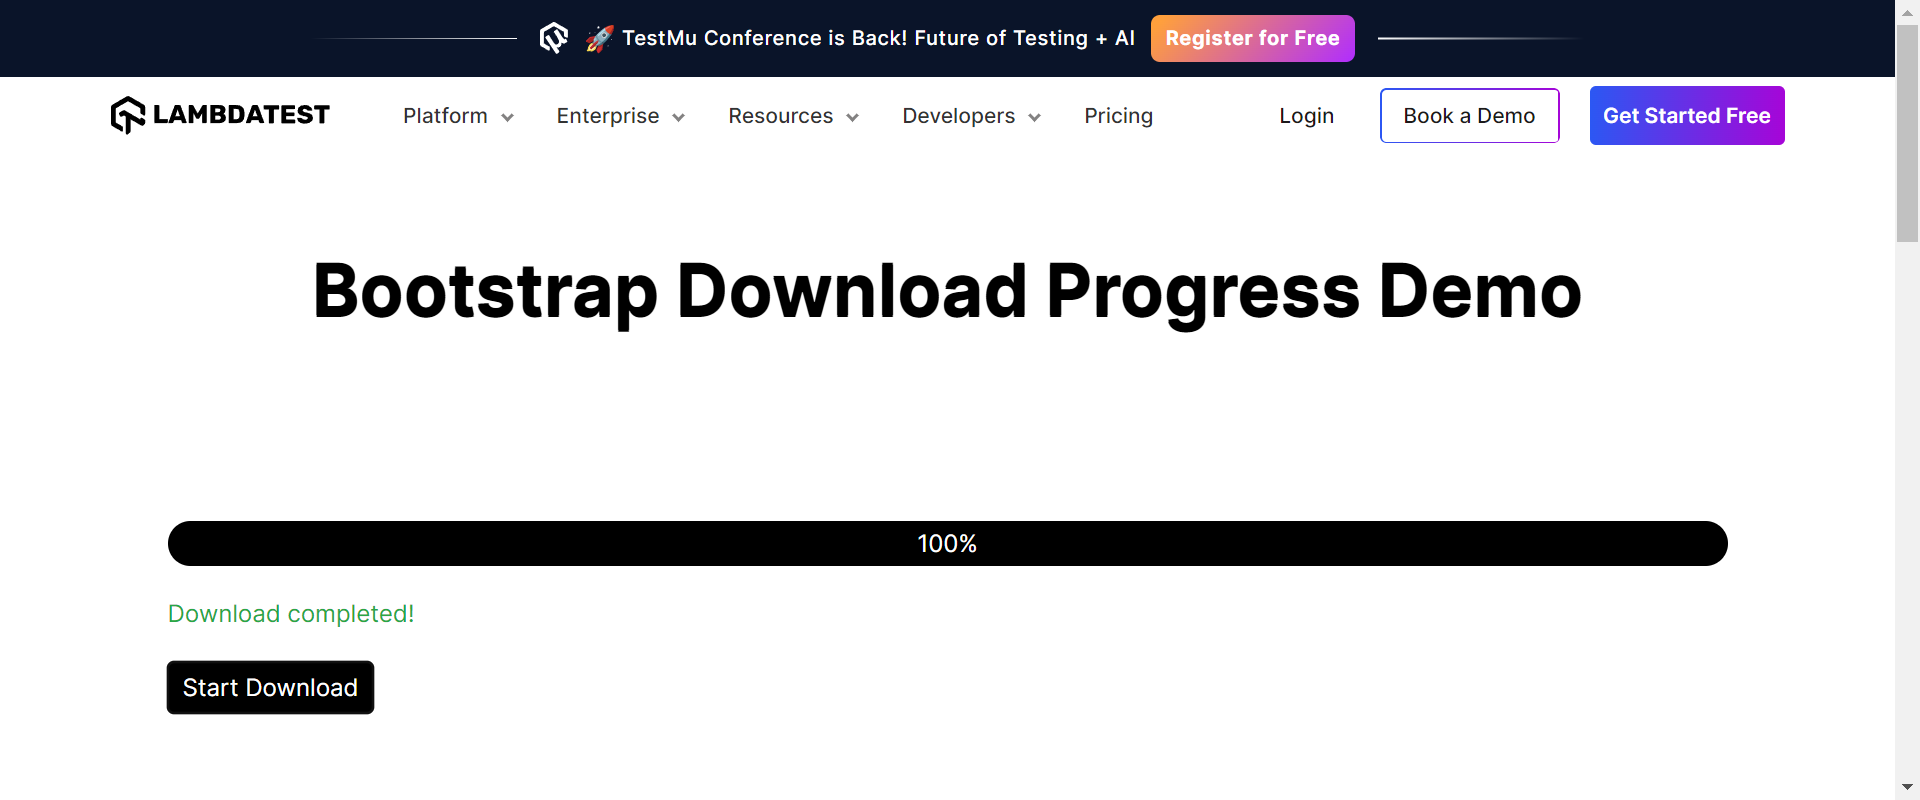 🚀 TestMu Conference is Back! Future of Testing + AI Register for Free
LAMBDATEST Platform Enterprise Resources Developers Pricing Login Book a Demo Get Started Free
Bootstrap Download Progress Demo
100%
Download completed!
Start Download